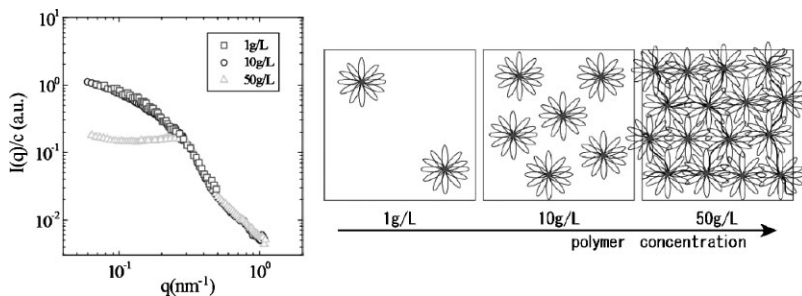 I(q)/c (a.u.)
10¹
10⁰
10⁻¹
10⁻²
10⁻¹
10⁰
q(nm⁻¹)
1g/L
10g/L
50g/L
1g/L 10g/L 50g/L
polymer concentration